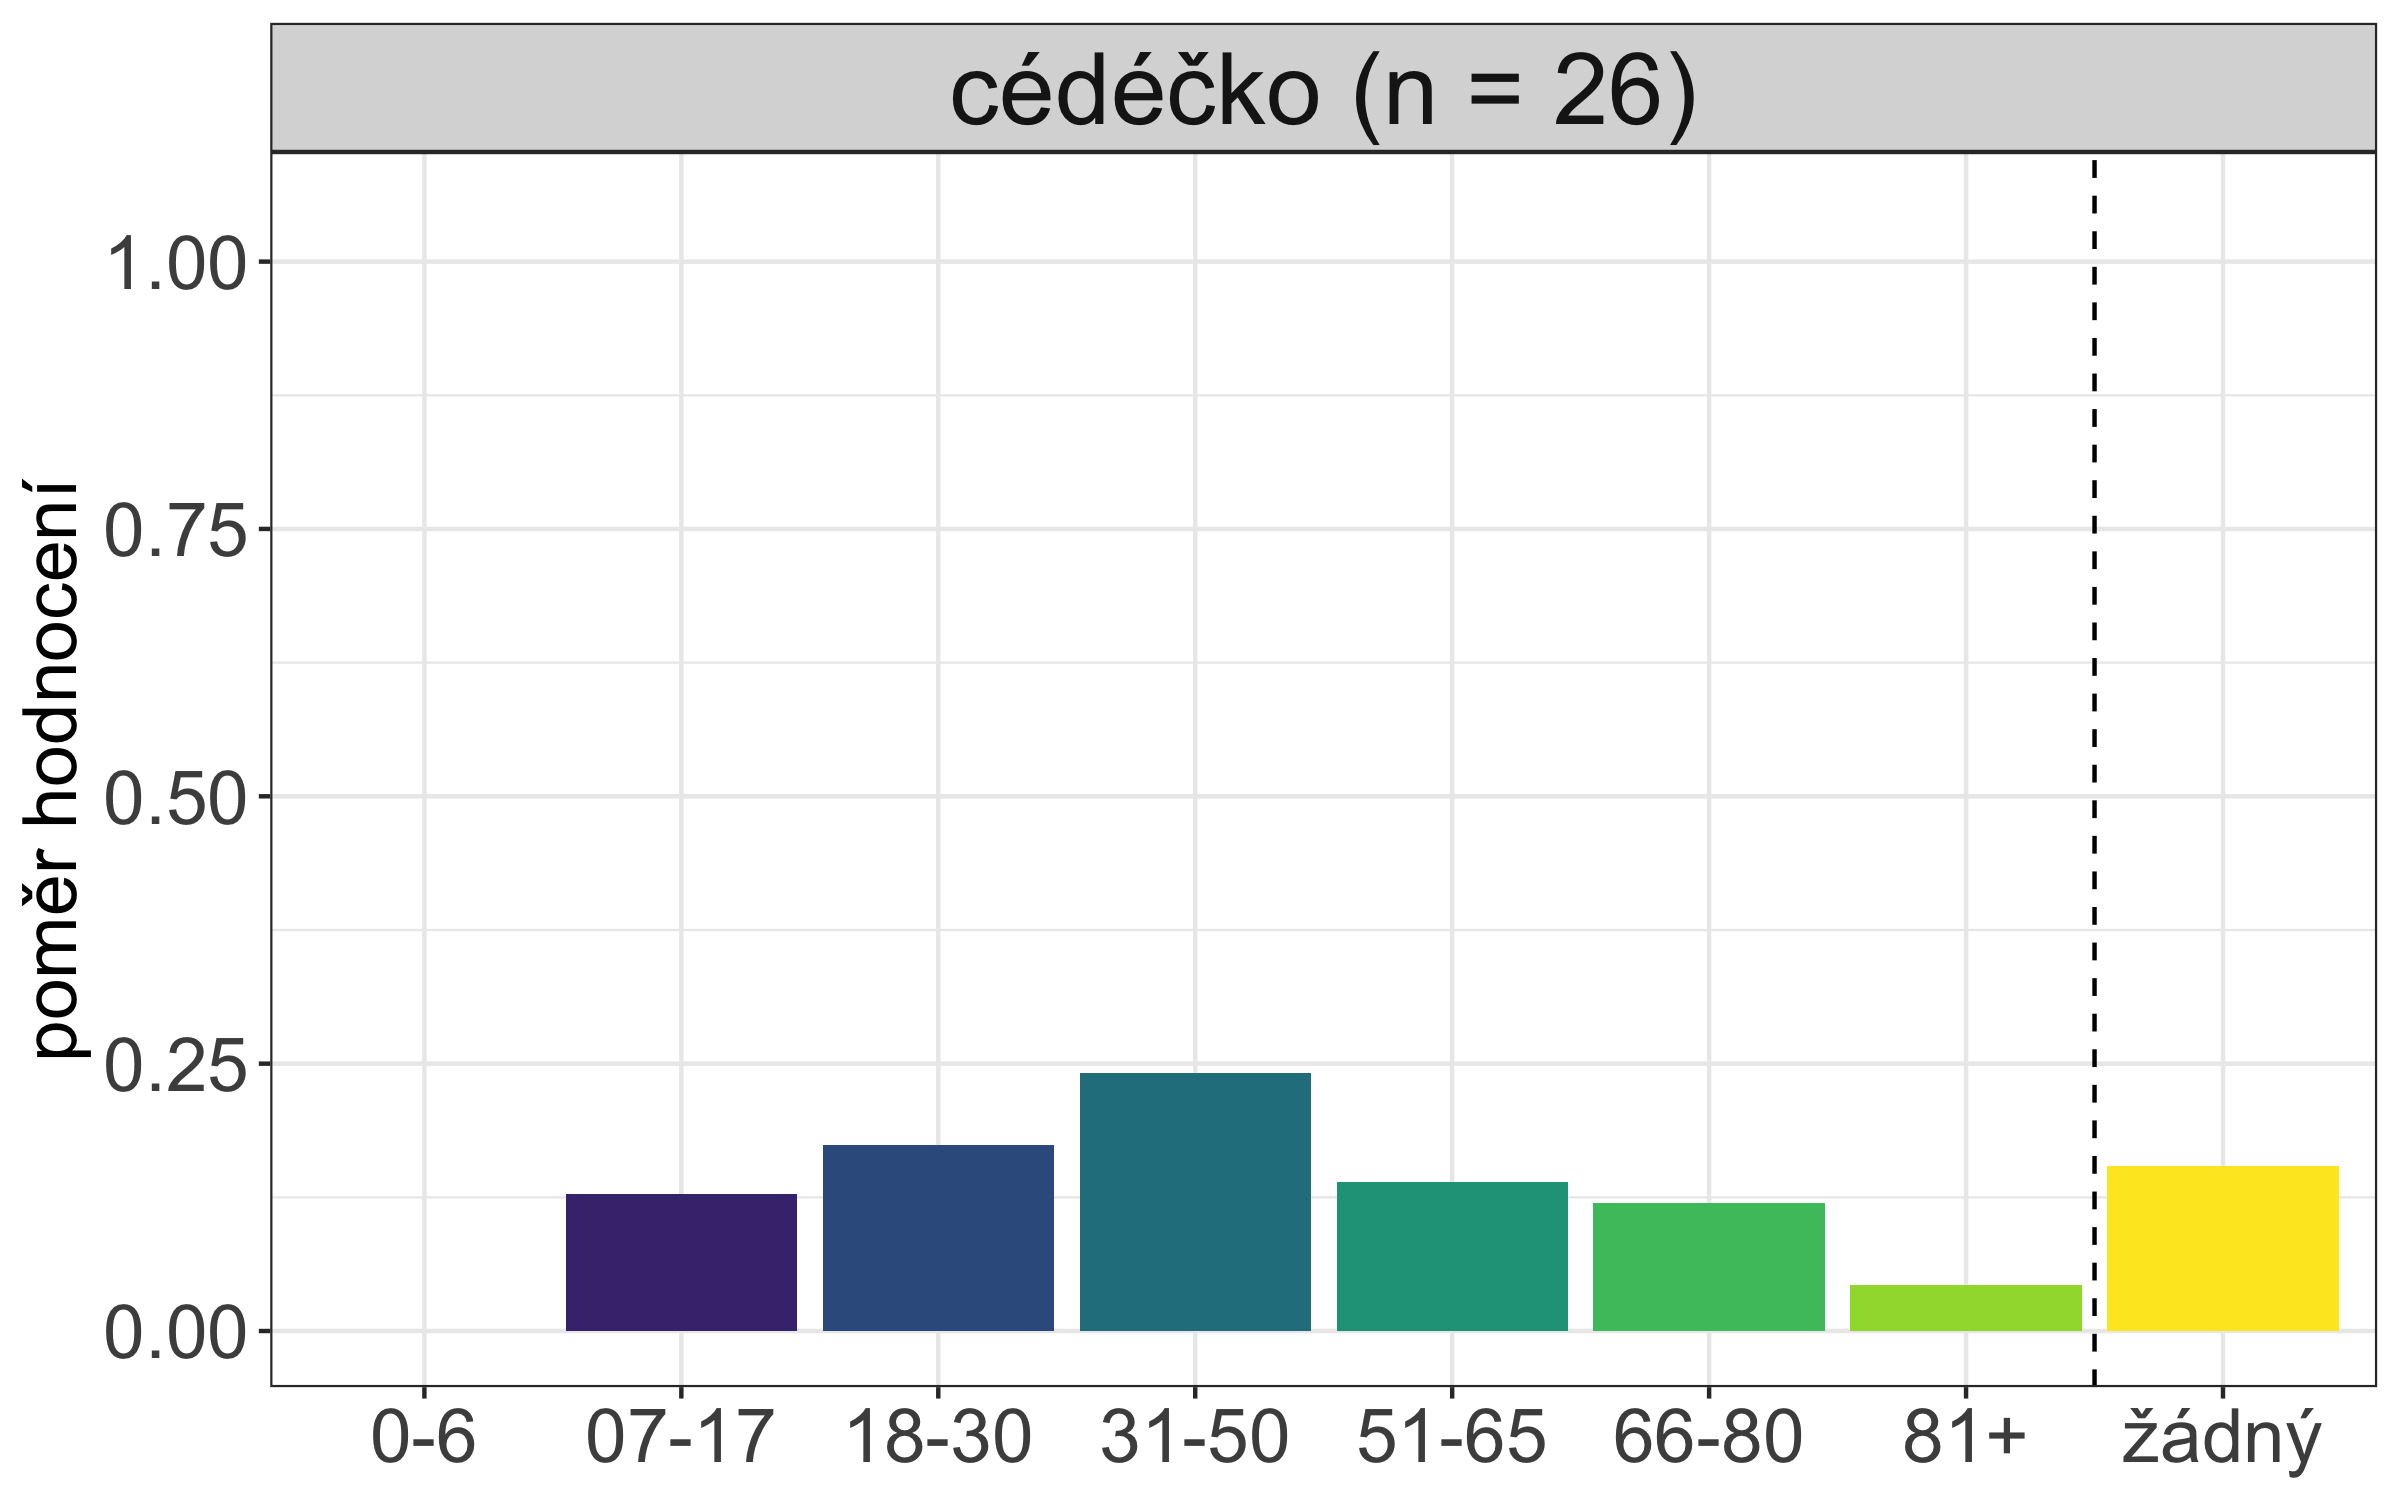 cédéčko (n = 26)
poměr hodnocení
1.00
0.75
0.50
0.25
0.00
0-6 07-17 18-30 31-50 51-65 66-80 81+ žádný